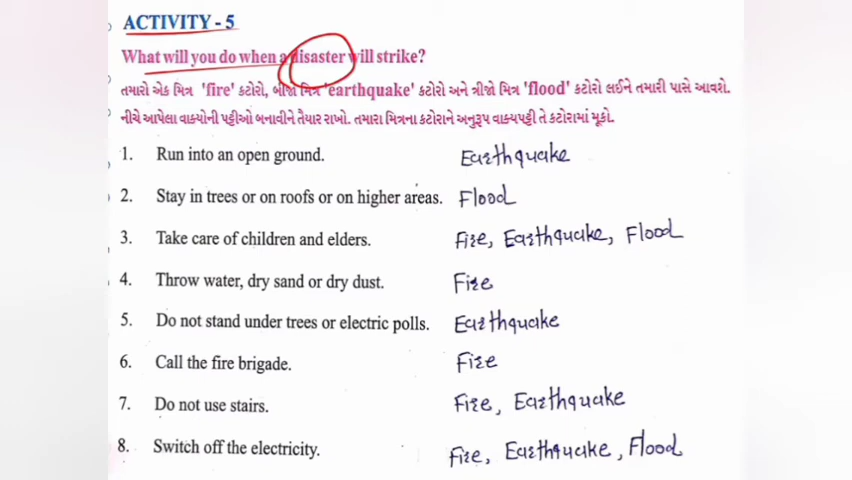 ACTIVITY - 5
What will you do when a disaster will strike?
તમારો એક મિત્ર 'fire' કટોરો, બીજો મિત્ર 'earthquake' કટોરો અને ત્રીજો મિત્ર 'flood' કટોરો લઈને તમારી પાસે આવશે.
નીચે આપેલા વાક્યોની પટ્ટીઓ બનાવીને તૈયાર રાખો. તમારા મિત્રના કટોરાને અનુરૂપ વાક્યપટ્ટી તે કટોરામાં મૂકો.
1. Run into an open ground. Earthquake
2. Stay in trees or on roofs or on higher areas. Flood
3. Take care of children and elders. Fire, Earthquake, Flood
4. Throw water, dry sand or dry dust. Fire
5. Do not stand under trees or electric polls. Earthquake
6. Call the fire brigade. Fire
7. Do not use stairs. Fire, Earthquake
8. Switch off the electricity. Fire, Earthquake, Flood